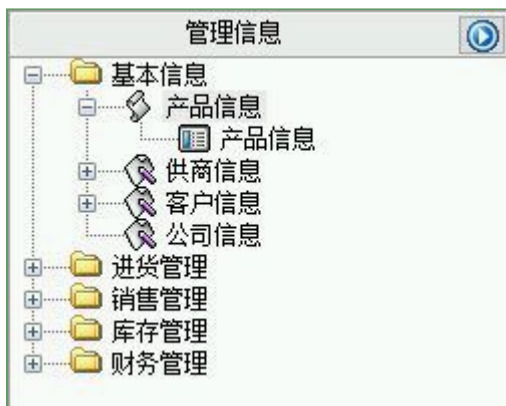 管理信息
基本信息
产品信息
产品信息
供商信息
客户信息
公司信息
进货管理
销售管理
库存管理
财务管理